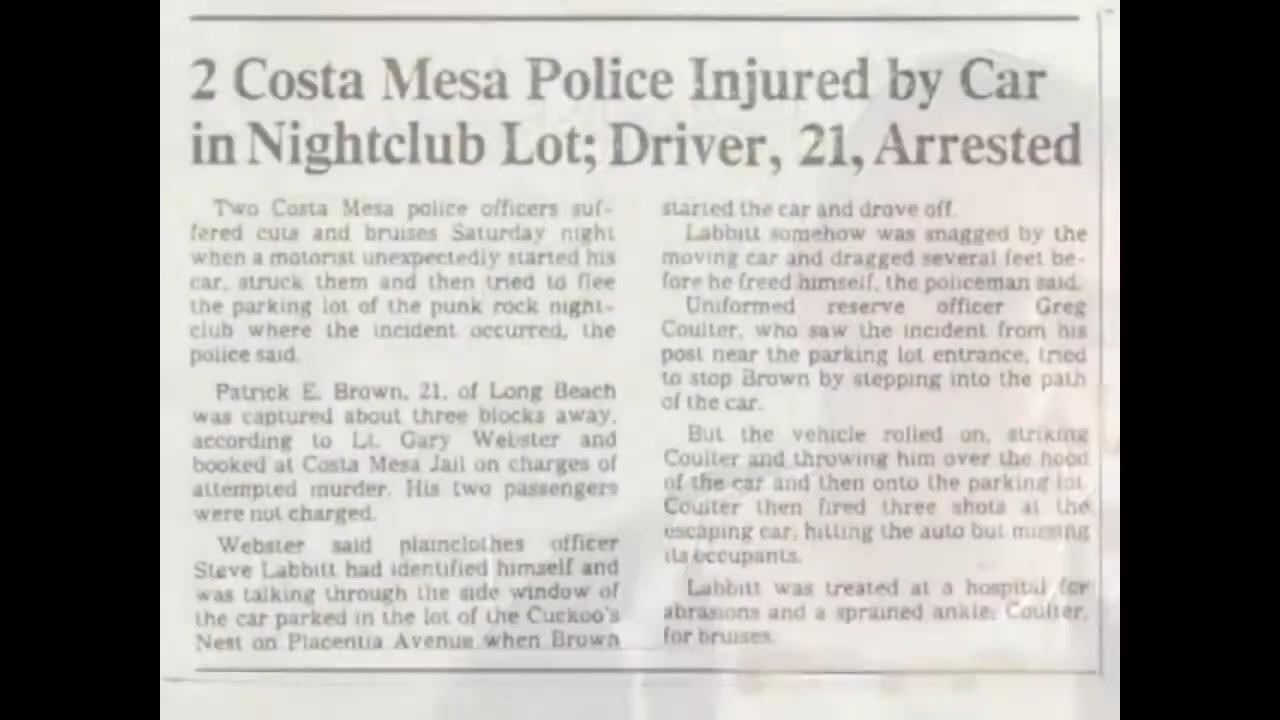 2 Costa Mesa Police Injured by Car
in Nightclub Lot; Driver, 21, Arrested
Two Costa Mesa police officers suf-
fered cuts and bruises Saturday night
when a motorist unexpectedly started his
car, struck them and then tried to flee
the parking lot of the punk rock night-
club where the incident occurred, the
police said.
Patrick E. Brown, 21, of Long Beach
was captured about three blocks away,
according to Lt. Gary Webster and
booked at Costa Mesa Jail on charges of
attempted murder. His two passengers
were not charged.
Webster said plainclothes officer
Steve Labbitt had identified himself and
was talking through the side window of
the car parked in the lot of the Cuckoo's
Nest on Placentia Avenue when Brown
started the car and drove off.
Labbitt somehow was snagged by the
moving car and dragged several feet be-
fore he freed himself, the policeman said.
Uniformed reserve officer Greg
Coulter, who saw the incident from his
post near the parking lot entrance, tried
to stop Brown by stepping into the path
of the car.
But the vehicle rolled on, striking
Coulter and throwing him over the hood
of the car and then onto the parking lot.
Coulter then fired three shots at the
escaping car, hitting the auto but missing
its occupants.
Labbitt was treated at a hospital for
abrasions and a sprained ankle; Coulter,
for bruises.